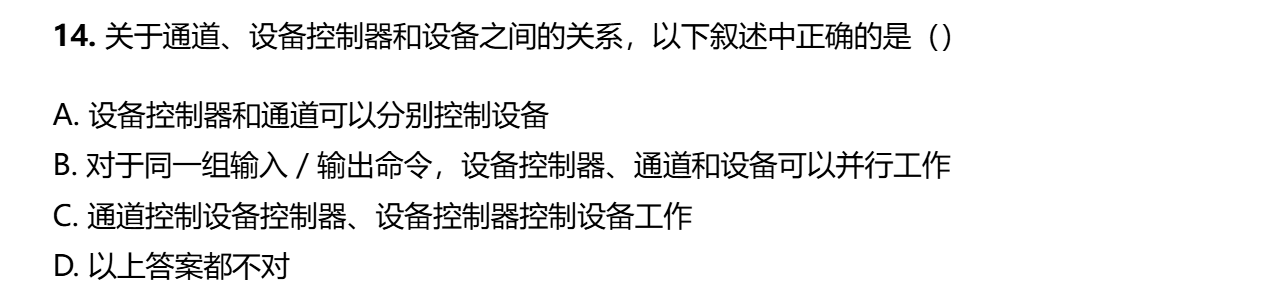 14. 关于通道、设备控制器和设备之间的关系，以下叙述中正确的是（）
A. 设备控制器和通道可以分别控制设备
B. 对于同一组输入 / 输出命令，设备控制器、通道和设备可以并行工作
C. 通道控制设备控制器、设备控制器控制设备工作
D. 以上答案都不对